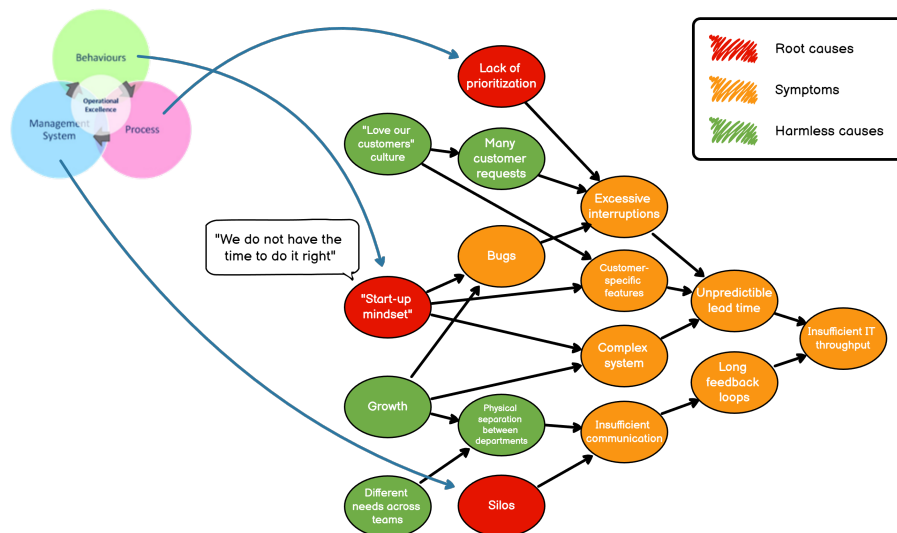 Behaviours
Operational
Excellence
Management
System
Process
Root causes
Symptoms
Harmless causes
Lack of
prioritization
"Love our
customers"
culture
Many
customer
requests
Excessive
interruptions
"We do not have the
time to do it right"
Bugs
Customer-
specific
features
"Start-up
mindset"
Unpredictible
lead time
Insufficient IT
throughput
Complex
system
Long
feedback
loops
Growth
Physical
separation
between
departments
Insufficient
communication
Different
needs across
teams
Silos